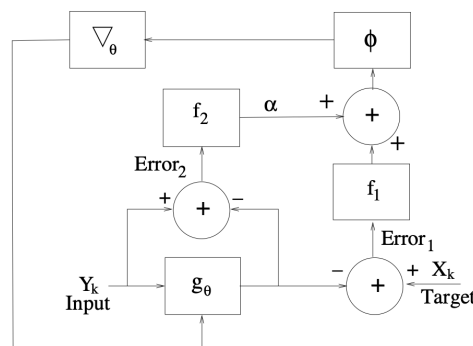 ∇θ
ϕ
f2
α
+
+
+
Error2
f1
+
+
−
Error1
Yk
Input
gθ
−
+
+
Xk
Target